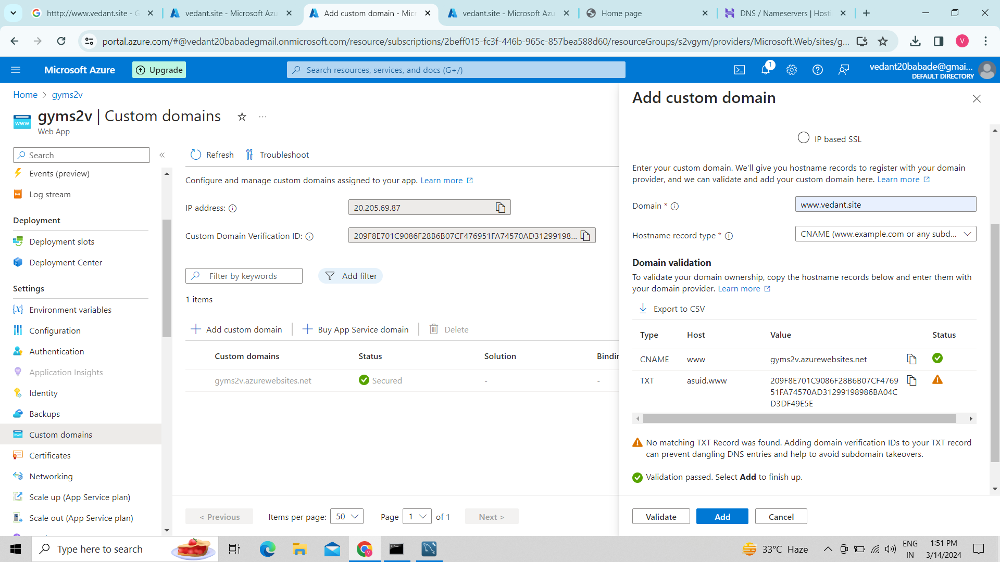 htttp://www.vedant.site - G
vedant.site - Microsoft Azu
Add custom domain - Micr
vedant.site - Microsoft Azu
Home page
DNS / Nameservers | Hosti
portal.azure.com/#@vedant20babadegmail.onmicrosoft.com/resource/subscriptions/2beff015-fc3f-446b-965c-857bea588d60/resourceGroups/s2vgym/providers/Microsoft.Web/sites/g...
V
Microsoft Azure
Upgrade
Search resources, services, and docs (G+/)
1
vedant20babade@gmai...
DEFAULT DIRECTORY
Home > gyms2v
gyms2v | Custom domains
Web App
Search
Events (preview)
Log stream
Deployment
Deployment slots
Deployment Center
Settings
Environment variables
Configuration
Authentication
Application Insights
Identity
Backups
Custom domains
Certificates
Networking
Scale up (App Service plan)
Scale out (App Service plan)
Refresh
Troubleshoot
Configure and manage custom domains assigned to your app. Learn more
IP address:
20.205.69.87
Custom Domain Verification ID:
209F8E701C9086F28B6B07CF476951FA74570AD31299198...
Filter by keywords
Add filter
1 items
Add custom domain
Buy App Service domain
Delete
Custom domains Status Solution Bindin
gyms2v.azurewebsites.net Secured - -
< Previous
Items per page: 50
Page 1 of 1
Next >
Add custom domain
IP based SSL
Enter your custom domain. We'll give you hostname records to register with your domain
provider, and we can validate and add your custom domain here. Learn more
Domain *
www.vedant.site
Hostname record type *
CNAME (www.example.com or any subd...
Domain validation
To validate your domain ownership, copy the hostname records below and enter them with
your domain provider. Learn more
Export to CSV
Type Host Value Status
CNAME www gyms2v.azurewebsites.net
TXT asuid.www 209F8E701C9086F28B6B07CF4769
51FA74570AD31299198986BA04C
D3DF49E5E
No matching TXT Record was found. Adding domain verification IDs to your TXT record
can prevent dangling DNS entries and help to avoid subdomain takeovers.
Validation passed. Select Add to finish up.
Validate
Add
Cancel
Type here to search
33°C Haze
ENG
IN
1:51 PM
3/14/2024